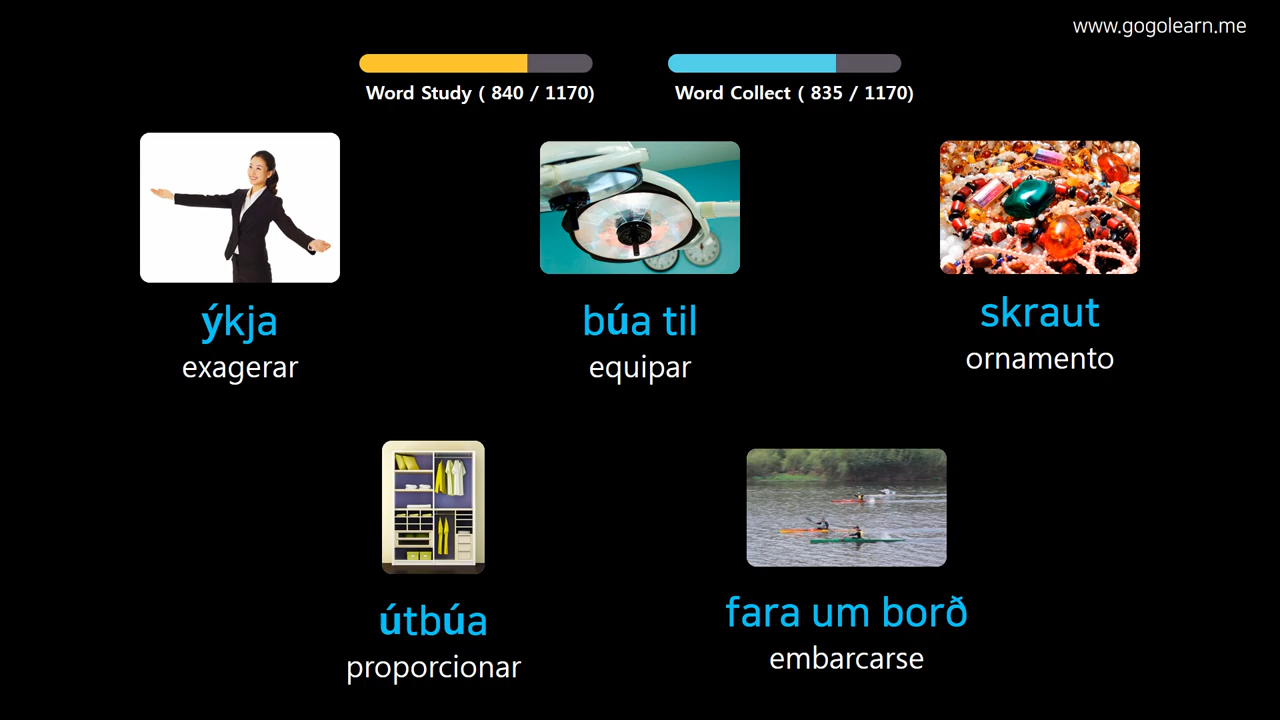 www.gogolearn.me
Word Study ( 840 / 1170)
Word Collect ( 835 / 1170)
ýkja
exagerar
búa til
equipar
skraut
ornamento
útbúa
proporcionar
fara um borð
embarcarse